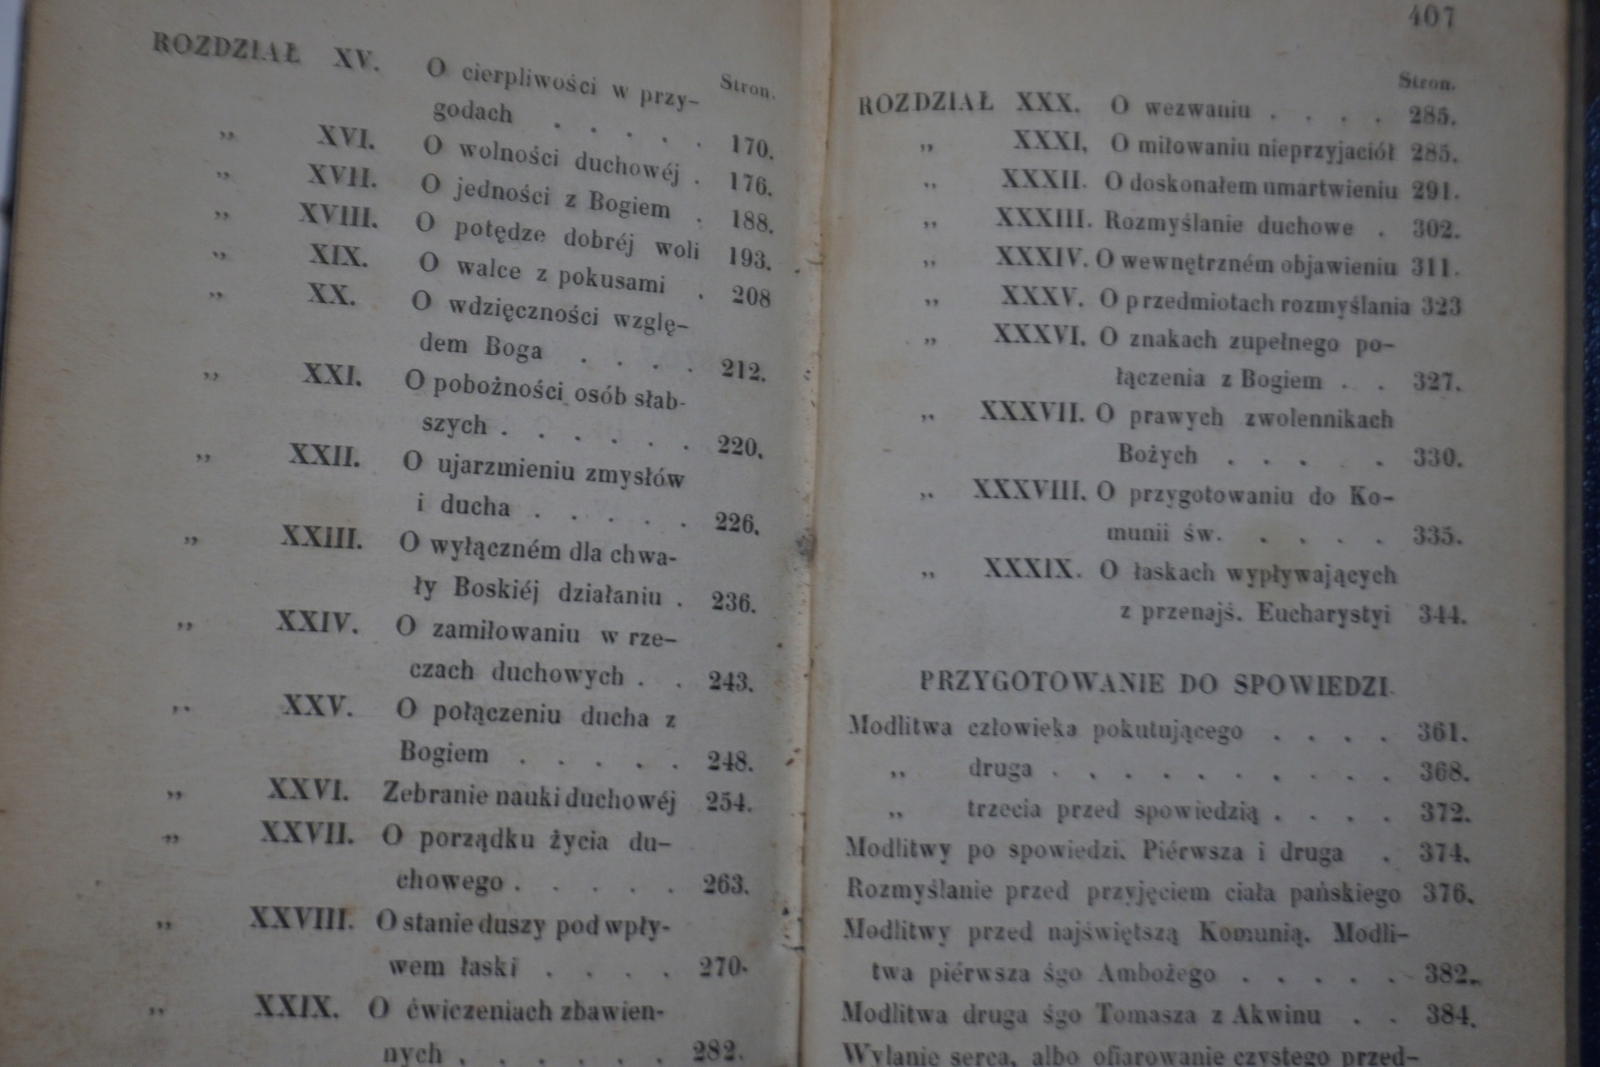 Stron.
ROZDZIAŁ XV. O cierpliwości w przy-
godach . . . . . 170.
„ XVI. O wolności duchowéj . 176.
„ XVII. O jedności z Bogiem . 188.
„ XVIII. O potędze dobréj woli 193.
„ XIX. O walce z pokusami . 208
„ XX. O wdzięczności wzglę-
dem Boga . . . . 212.
„ XXI. O pobożności osób słab-
szych . . . . . . 220.
„ XXII. O ujarzmieniu zmysłów
i ducha . . . . . 226.
„ XXIII. O wyłączném dla chwa-
ły Boskiéj działaniu . 236.
„ XXIV. O zamiłowaniu w rze-
czach duchowych . . 243.
„ XXV. O połączeniu ducha z
Bogiem . . . . . 248.
„ XXVI. Zebranie nauki duchowéj 254.
„ XXVII. O porządku życia du-
chowego . . . . . 263.
„ XXVIII. O stanie duszy pod wpły-
wem łaski . . . . 270.
„ XXIX. O ćwiczeniach zbawien-
nych . . . . . . 282.
407
Stron.
ROZDZIAŁ XXX. O wezwaniu . . . . 285.
„ XXXI, O miłowaniu nieprzyjaciół 285.
„ XXXII. O doskonałem umartwieniu 291.
„ XXXIII. Rozmyślanie duchowe . 302.
„ XXXIV. O wewnętrzném objawieniu 311.
„ XXXV. O przedmiotach rozmyślania 323
„ XXXVI. O znakach zupełnego po-
łączenia z Bogiem . . 327.
„ XXXVII. O prawych zwolennikach
Bożych . . . . 330.
„ XXXVIII. O przygotowaniu do Ko-
munii św. . . . . 335.
„ XXXIX. O łaskach wypływających
z przenajś. Eucharystyi 344.
PRZYGOTOWANIE DO SPOWIEDZI.
Modlitwa człowieka pokutującego . . . . 361.
„ druga . . . . . . . . . . 368.
„ trzecia przed spowiedzią . . . . 372.
Modlitwy po spowiedzi. Piérwsza i druga . 374.
Rozmyślanie przed przyjęciem ciała pańskiego 376.
Modlitwy przed najświętszą Komunią. Modli-
twa piérwsza śgo Ambożego . . . . . 382.
Modlitwa druga śgo Tomasza z Akwinu . . 384.
Wylanie serca, albo ofiarowanie czystego przed-